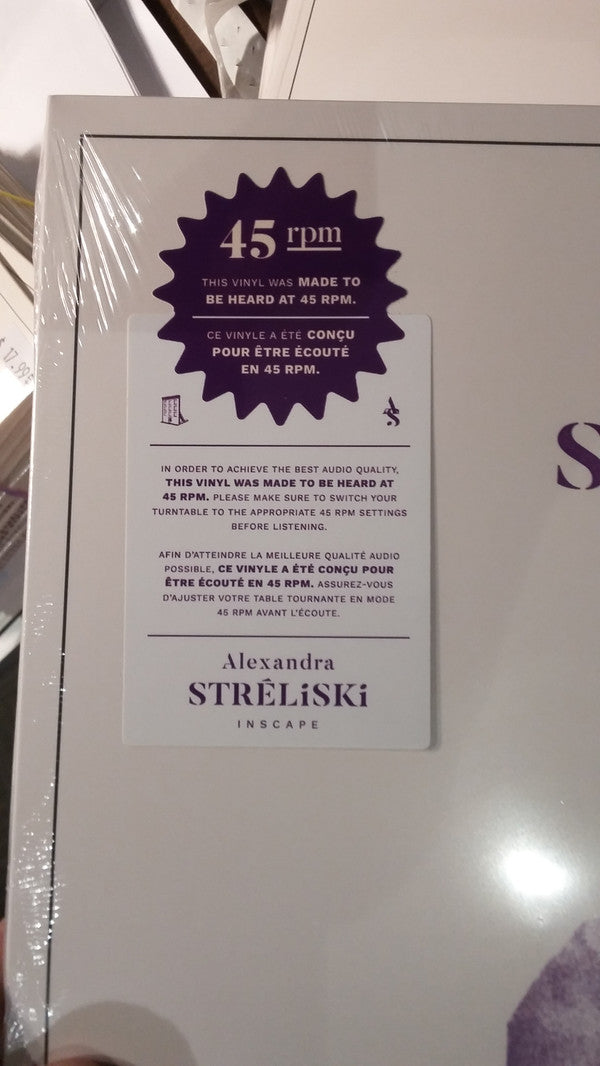 45 rpm
THIS VINYL WAS MADE TO
BE HEARD AT 45 RPM.
CE VINYLE A ÉTÉ CONÇU
POUR ÊTRE ÉCOUTÉ
EN 45 RPM.
IN ORDER TO ACHIEVE THE BEST AUDIO QUALITY,
THIS VINYL WAS MADE TO BE HEARD AT
45 RPM. PLEASE MAKE SURE TO SWITCH YOUR
TURNTABLE TO THE APPROPRIATE 45 RPM SETTINGS
BEFORE LISTENING.
AFIN D'ATTEINDRE LA MEILLEURE QUALITÉ AUDIO
POSSIBLE, CE VINYLE A ÉTÉ CONÇU POUR
ÊTRE ÉCOUTÉ EN 45 RPM. ASSUREZ-VOUS
D'AJUSTER VOTRE TABLE TOURNANTE EN MODE
45 RPM AVANT L'ÉCOUTE.
Alexandra
STRÉLiSKi
INSCAPE
S
$ 17.99